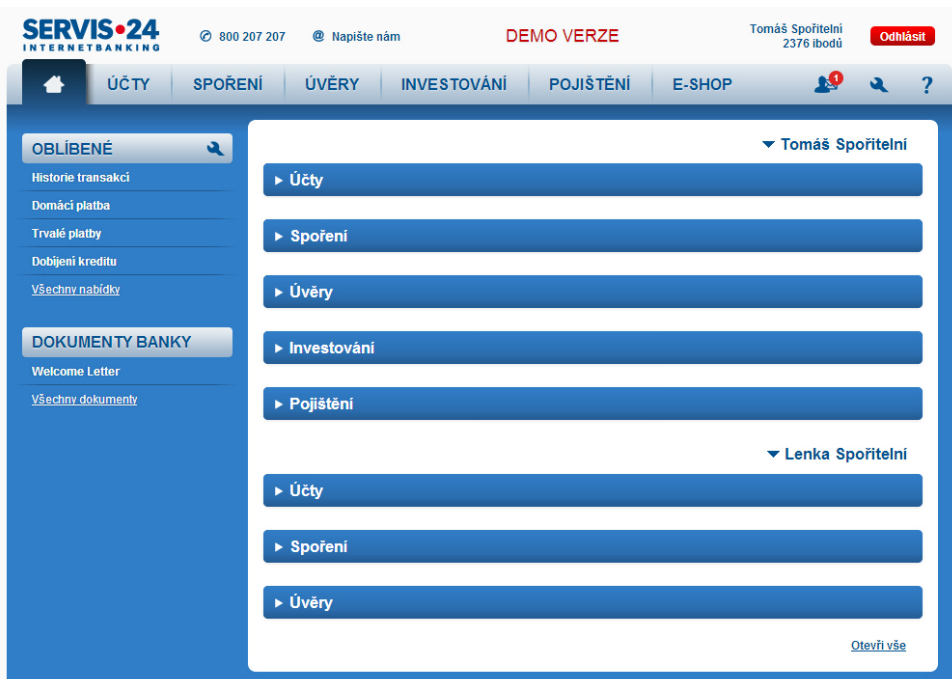 SERVIS 24
INTERNETBANKING
800 207 207
@ Napište nám
DEMO VERZE
Tomáš Spořitelní
2376 ibodů
Odhlásit
ÚČTY
SPOŘENÍ
ÚVĚRY
INVESTOVÁNÍ
POJIŠTĚNÍ
E-SHOP
1
?
OBLÍBENÉ
Historie transakcí
Domácí platba
Trvalé platby
Dobíjení kreditu
Všechny nabídky
DOKUMENTY BANKY
Welcome Letter
Všechny dokumenty
Tomáš Spořitelní
Účty
Spoření
Úvěry
Investování
Pojištění
Lenka Spořitelní
Účty
Spoření
Úvěry
Otevři vše